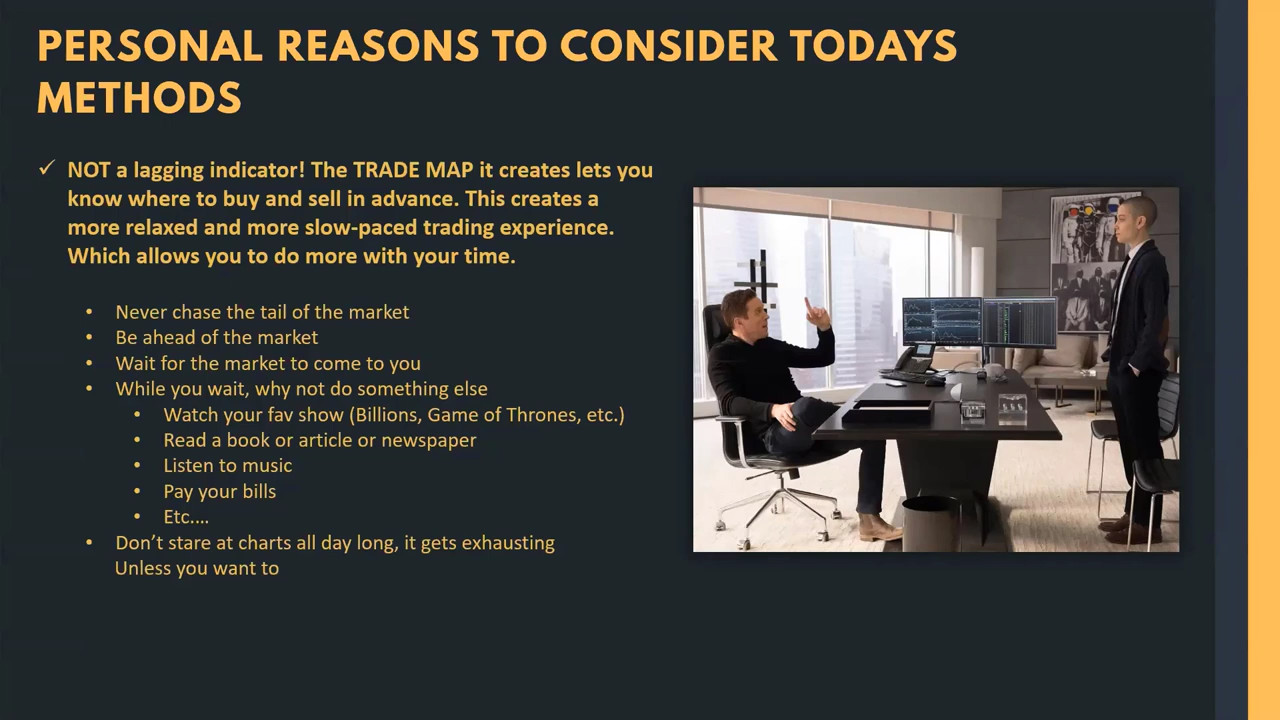 PERSONAL REASONS TO CONSIDER TODAYS
METHODS
✓ NOT a lagging indicator! The TRADE MAP it creates lets you
know where to buy and sell in advance. This creates a
more relaxed and more slow-paced trading experience.
Which allows you to do more with your time.
• Never chase the tail of the market
• Be ahead of the market
• Wait for the market to come to you
• While you wait, why not do something else
• Watch your fav show (Billions, Game of Thrones, etc.)
• Read a book or article or newspaper
• Listen to music
• Pay your bills
• Etc....
• Don’t stare at charts all day long, it gets exhausting
Unless you want to